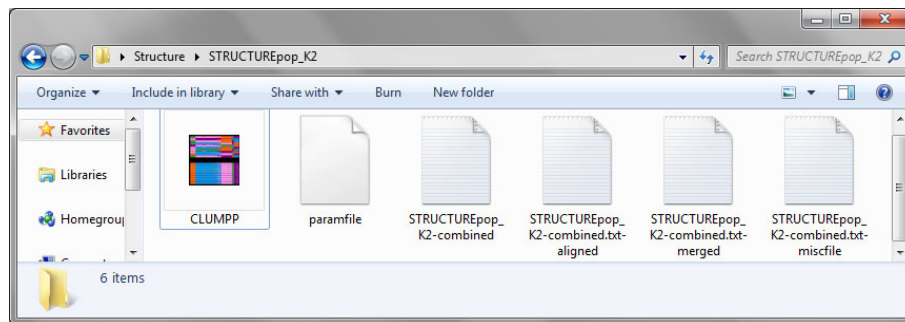 Structure ▸ STRUCTUREpop_K2
Search STRUCTUREpop_K2
Organize
Include in library
Share with
Burn
New folder
Favorites
Libraries
CLUMPP
paramfile
STRUCTUREpop_
K2-combined
STRUCTUREpop_
K2-combined.txt-
aligned
STRUCTUREpop_
K2-combined.txt-
merged
STRUCTUREpop_
K2-combined.txt-
miscfile
Homegrou
6 items